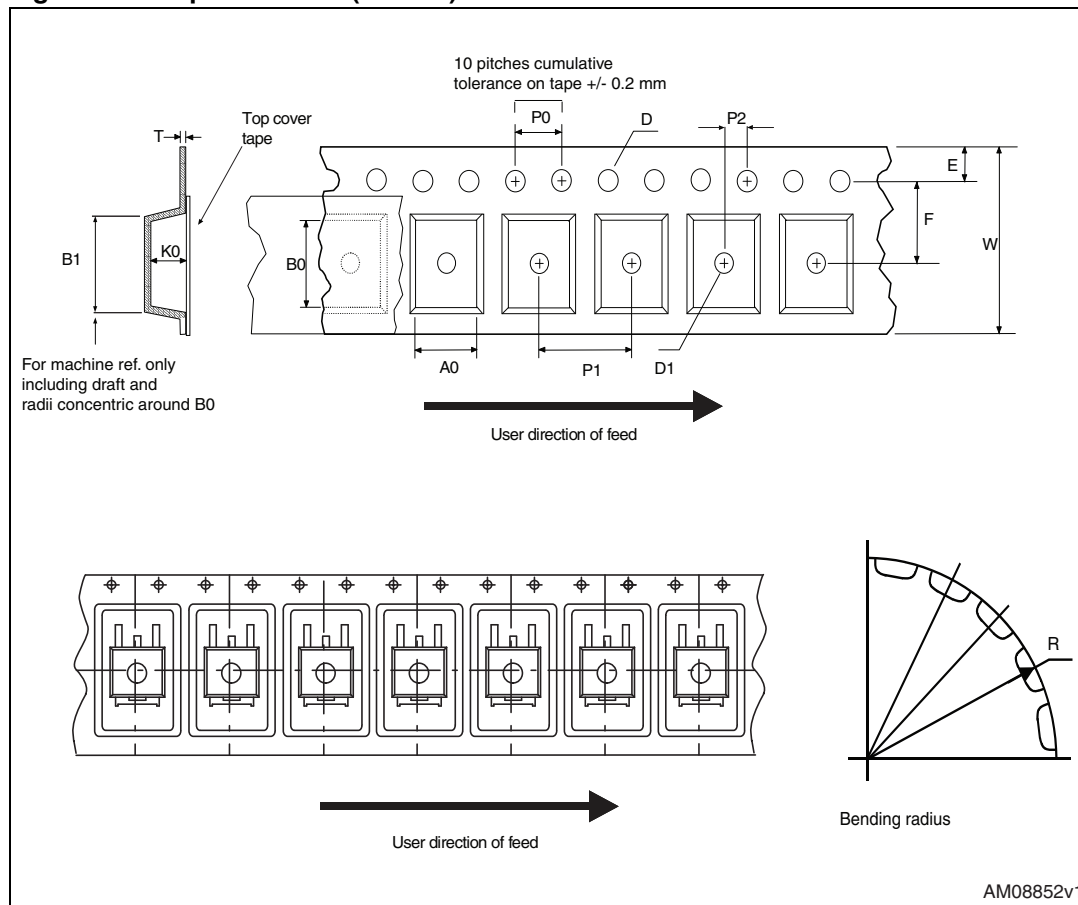 10 pitches cumulative
tolerance on tape +/- 0.2 mm
Top cover
tape
T
P0
D
P2
E
F
W
B1
K0
B0
For machine ref. only
including draft and
radii concentric around B0
A0
P1
D1
User direction of feed
R
Bending radius
User direction of feed
AM08852v1